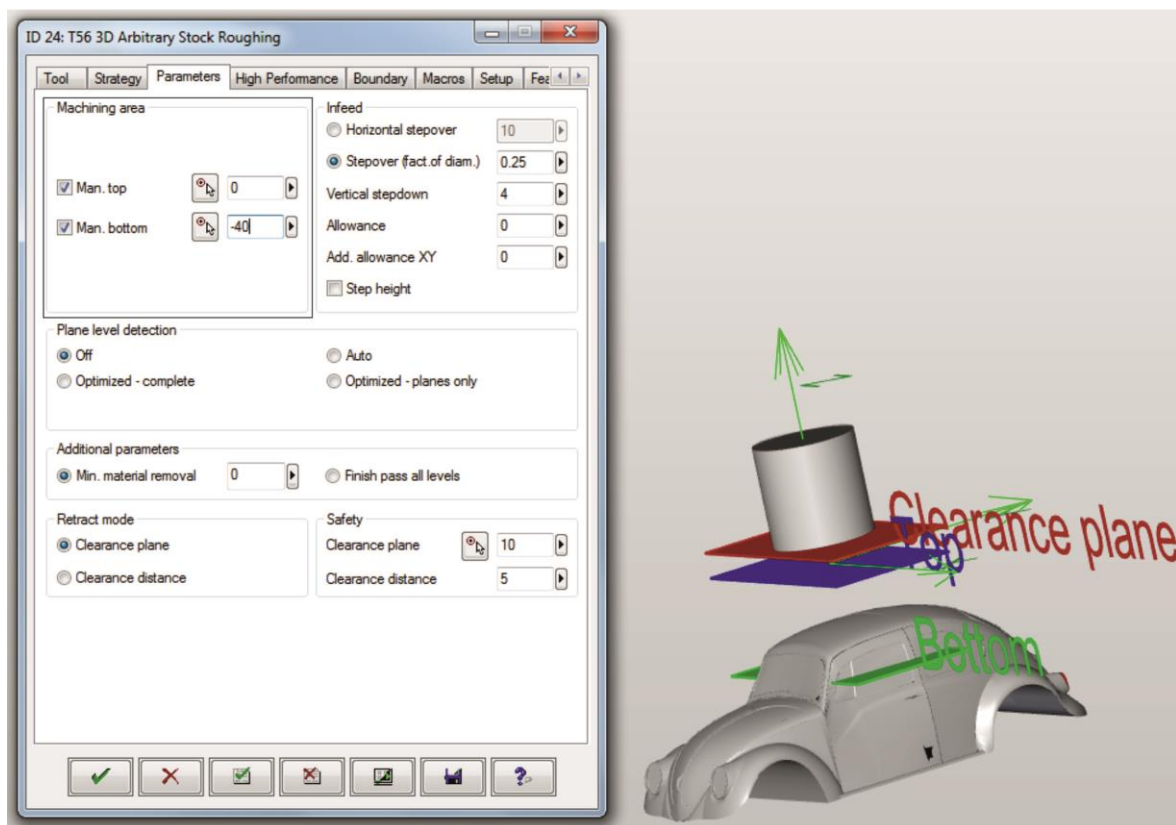 ID 24: T56 3D Arbitrary Stock Roughing
Tool Strategy Parameters High Performance Boundary Macros Setup Fea
Machining area
Man. top 0
Man. bottom -40
Infeed
Horizontal stepover 10
Stepover (fact.of diam.) 0.25
Vertical stepdown 4
Allowance 0
Add. allowance XY 0
Step height
Plane level detection
Off Auto
Optimized - complete Optimized - planes only
Additional parameters
Min. material removal 0 Finish pass all levels
Retract mode
Clearance plane
Clearance distance
Safety
Clearance plane 10
Clearance distance 5
Clearance plane
Top
Bottom